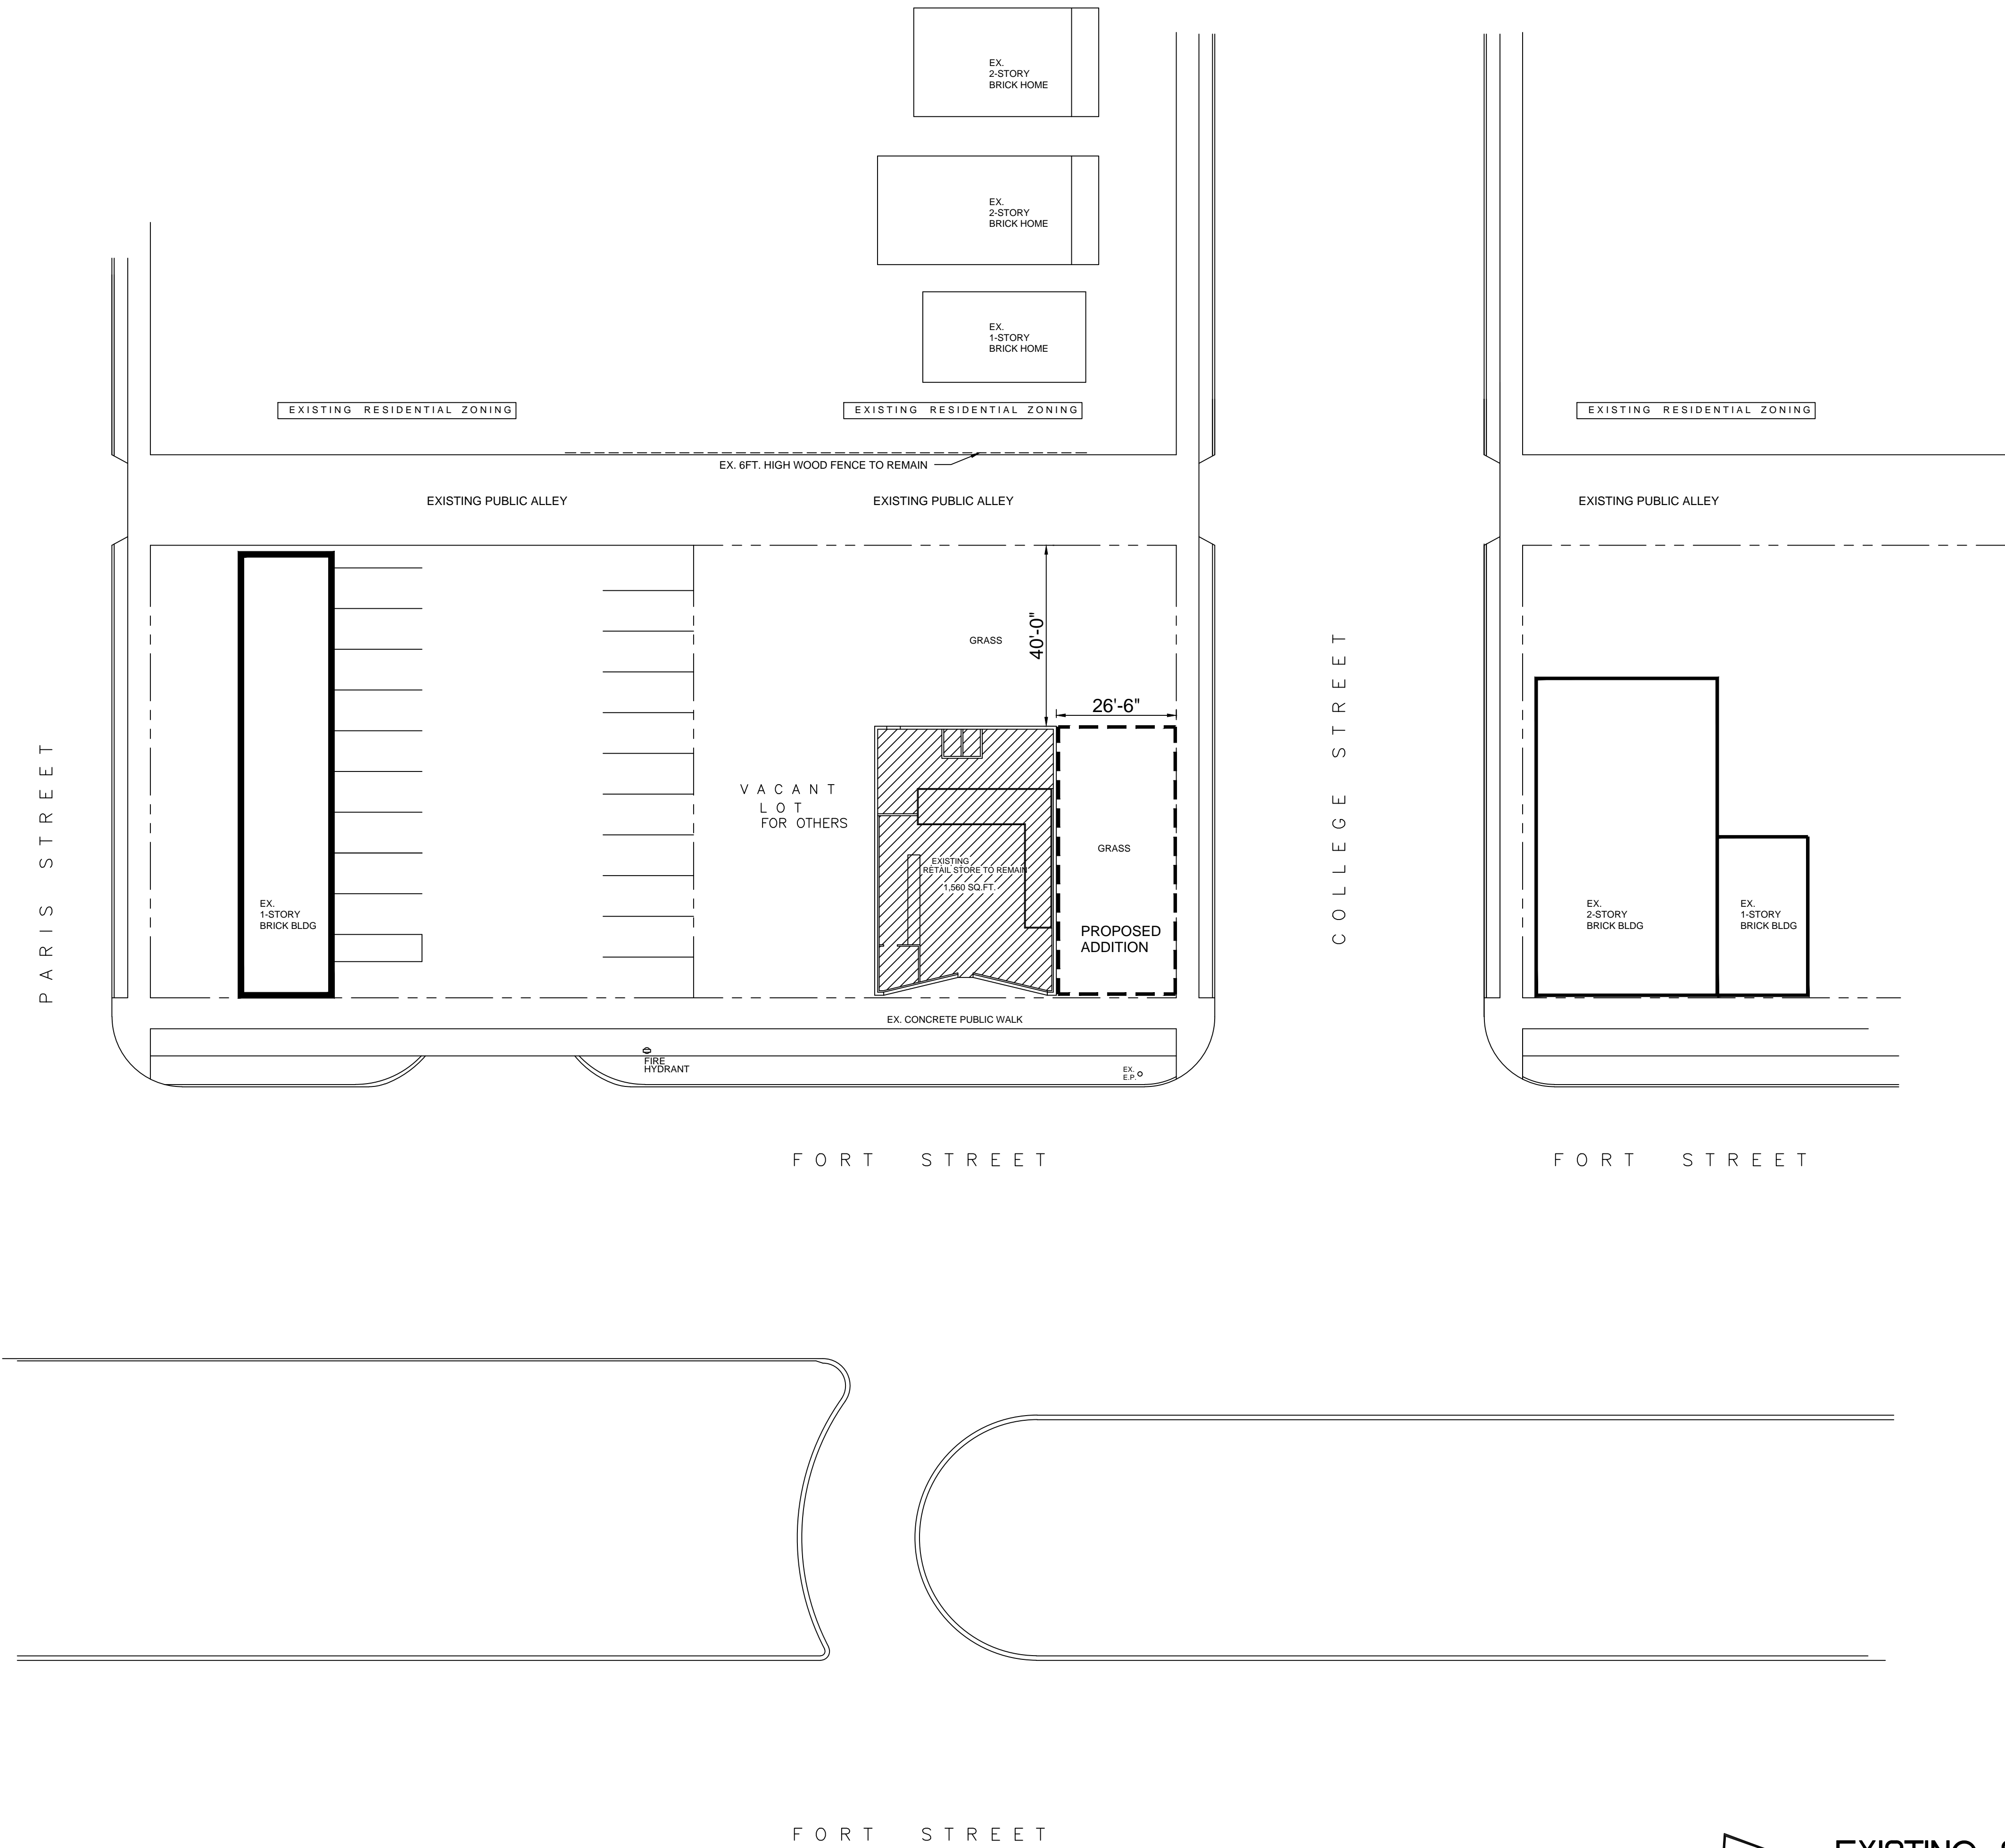 EX.
2-STORY
BRICK HOME
EX.
2-STORY
BRICK HOME
EX.
1-STORY
BRICK HOME
EXISTING RESIDENTIAL ZONING
EXISTING RESIDENTIAL ZONING
EXISTING RESIDENTIAL ZONING
EX. 6FT. HIGH WOOD FENCE TO REMAIN
EXISTING PUBLIC ALLEY
EXISTING PUBLIC ALLEY
EXISTING PUBLIC ALLEY
GRASS
40'-0"
26'-6"
PARIS STREET
COLLEGE STREET
VACANT
LOT
FOR OTHERS
EXISTING
RETAIL STORE TO REMAIN
1,560 SQ.FT.
GRASS
PROPOSED
ADDITION
EX.
1-STORY
BRICK BLDG
EX.
2-STORY
BRICK BLDG
EX.
1-STORY
BRICK BLDG
EX. CONCRETE PUBLIC WALK
FIRE
HYDRANT
EX.
E.P.
FORT STREET
FORT STREET
FORT STREET